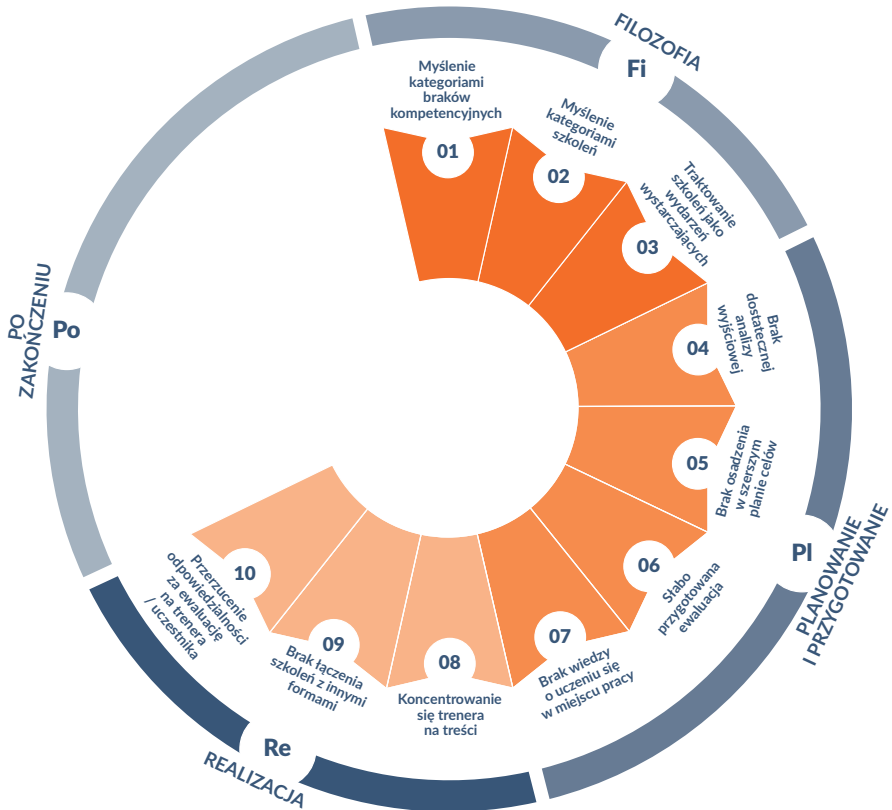 FILOZOFIA
Fi
Myślenie
kategoriami
braków
kompetencyjnych
01
Myślenie
kategoriami
szkoleń
02
Traktowanie
szkoleń jako
wydarzeń
wystarczających
03
Brak
dostatecznej
analizy
wyjściowej
04
Brak osadzenia
w szerszym
planie celów
05
PLANOWANIE
I PRZYGOTOWANIE
Pl
Słabo
przygotowana
ewaluacja
06
Brak wiedzy
o uczeniu się
w miejscu pracy
07
Koncentrowanie
się trenera
na treści
08
Brak łączenia
szkoleń z innymi
formami
09
REALIZACJA
Re
Przerzucenie
odpowiedzialności
za ewaluację
na trenera
/ uczestnika
10
PO
ZAKOŃCZENIU
Po